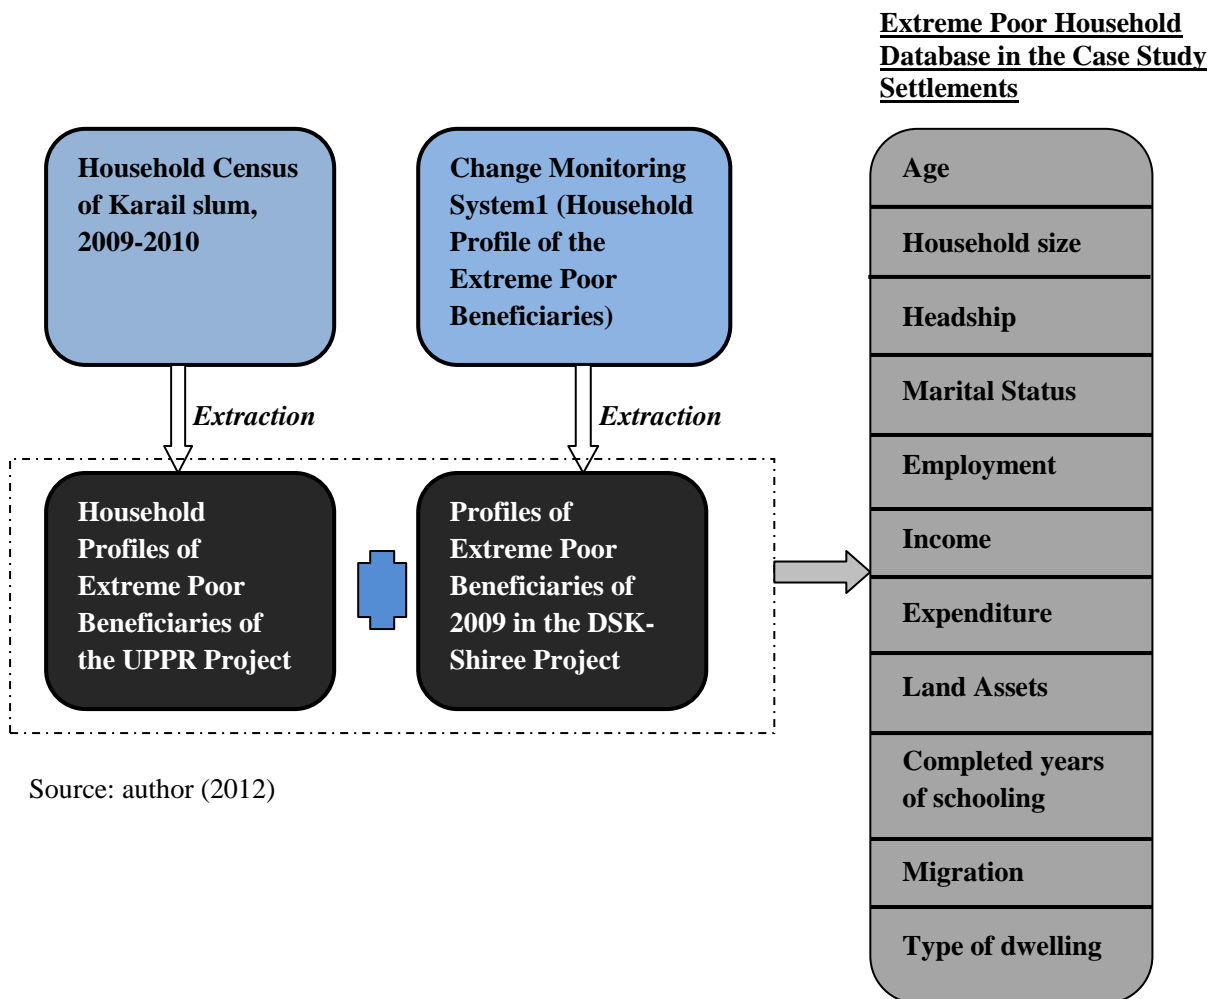 Extreme Poor Household
Database in the Case Study
Settlements
Household Census
of Karail slum,
2009-2010
Change Monitoring
System1 (Household
Profile of the
Extreme Poor
Beneficiaries)
Extraction
Extraction
Household
Profiles of
Extreme Poor
Beneficiaries of
the UPPR Project
Profiles of
Extreme Poor
Beneficiaries of
2009 in the DSK-
Shiree Project
Age
Household size
Headship
Marital Status
Employment
Income
Expenditure
Land Assets
Completed years
of schooling
Migration
Type of dwelling
Source: author (2012)